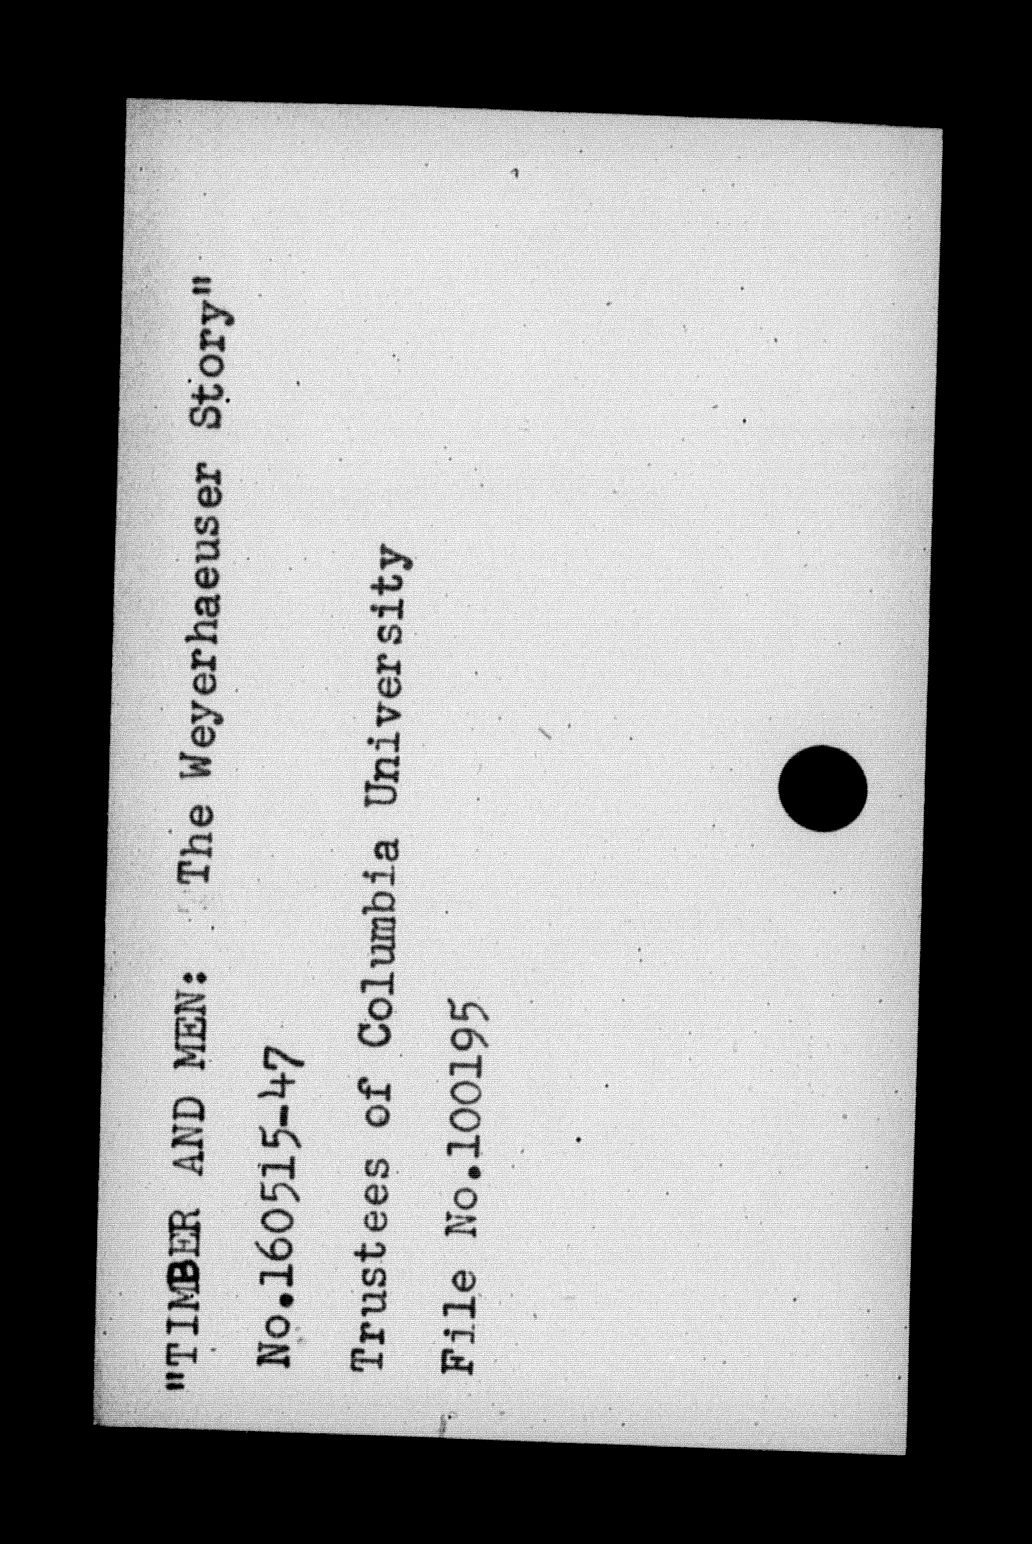 "TIMBER AND MEN: The Weyerhaeuser Story"
No.160515-47
Trustees of Columbia University
File No.100195